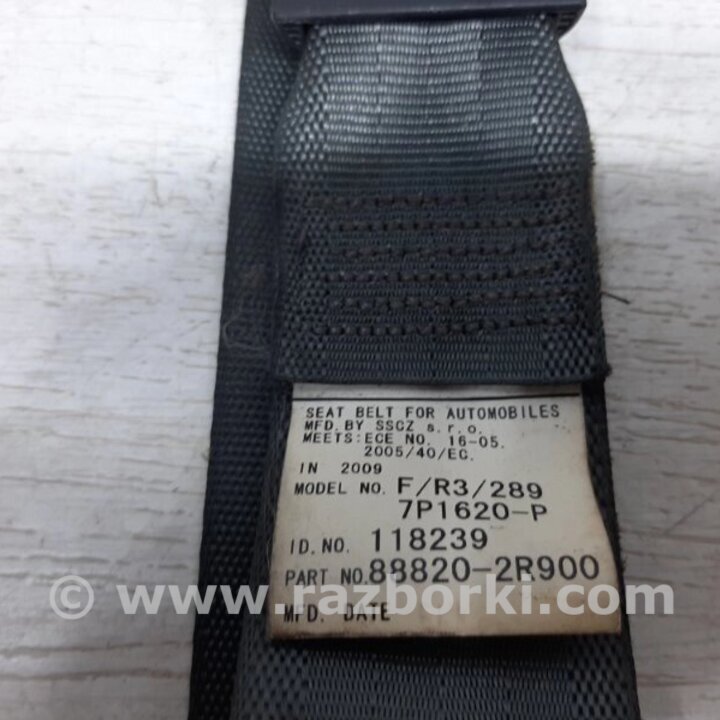 SEAT BELT FOR AUTOMOBILES
MFD. BY SSCZ s.r.o.
MEETS:ECE NO. 16-05.
2005/40/EC.
IN 2009
MODEL NO. F/R3/289
7P1620-P
ID. NO. 118239
PART NO. 88820-2R900
© www.razborki.com
MFD. DATE